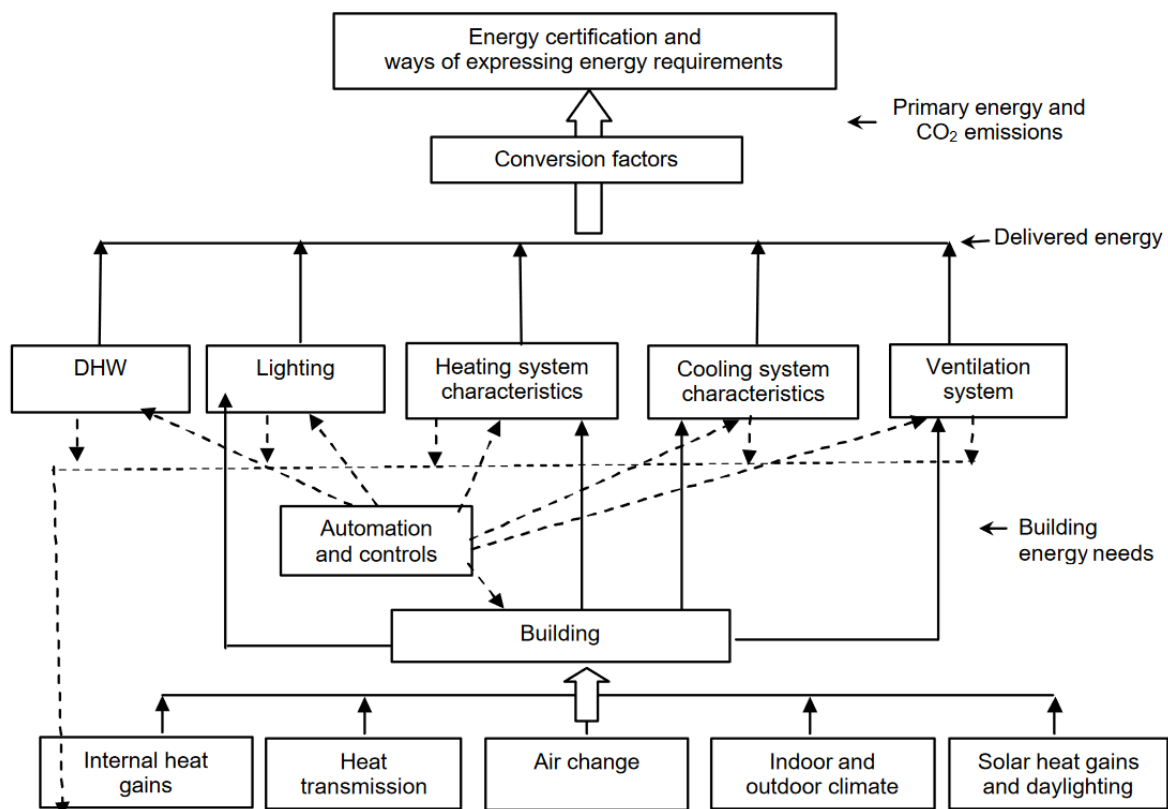 Energy certification and
ways of expressing energy requirements
Primary energy and
CO₂ emissions
Conversion factors
Delivered energy
DHW
Lighting
Heating system
characteristics
Cooling system
characteristics
Ventilation
system
Automation
and controls
Building
energy needs
Building
Internal heat
gains
Heat
transmission
Air change
Indoor and
outdoor climate
Solar heat gains
and daylighting